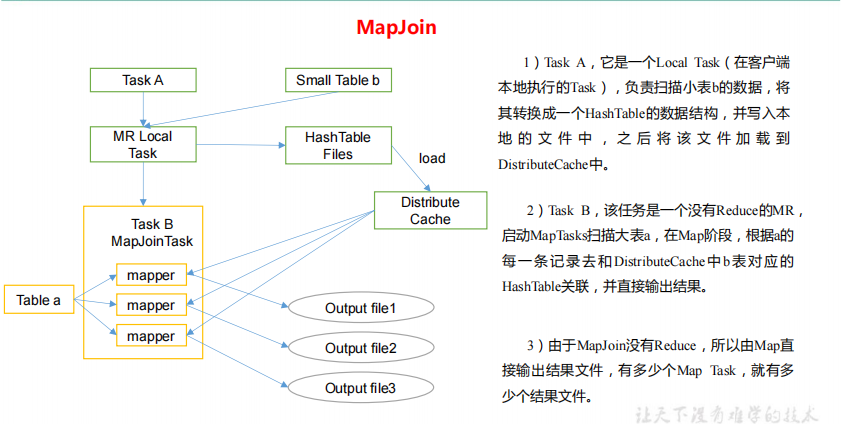 MapJoin
Task A
Small Table b
MR Local
Task
HashTable
Files
load
Distribute
Cache
Task B
MapJoinTask
mapper
mapper
mapper
Table a
Output file1
Output file2
Output file3
1）Task A，它是一个Local Task（在客户端
本地执行的Task），负责扫描小表b的数据，将
其转换成一个HashTable的数据结构，并写入本
地的文件中，之后将该文件加载到
DistributeCache中。
2）Task B，该任务是一个没有Reduce的MR，
启动MapTasks扫描大表a，在Map阶段，根据a的
每一条记录去和DistributeCache中b表对应的
HashTable关联，并直接输出结果。
3）由于MapJoin没有Reduce，所以由Map直
接输出结果文件，有多少个Map Task，就有多
少个结果文件。
让天下没有难学的技术